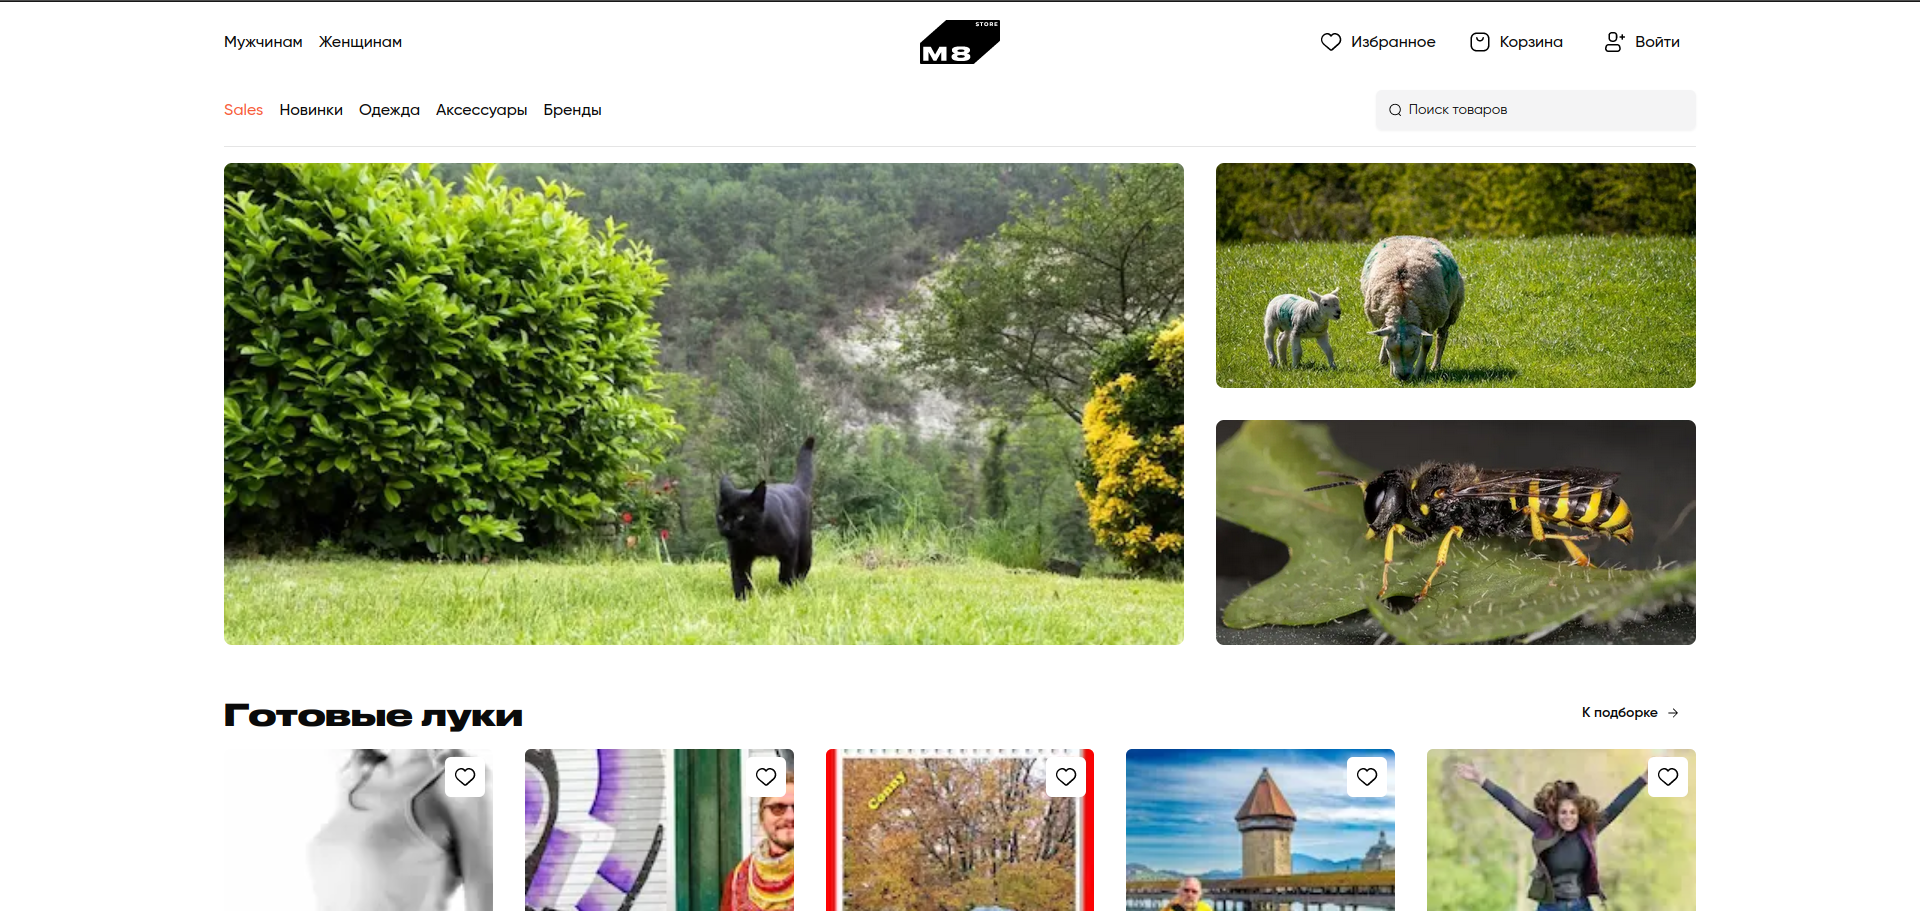 Мужчинам Женщинам
STORE
M8
Избранное Корзина Войти
Sales Новинки Одежда Аксессуары Бренды
Поиск товаров
Готовые луки
К подборке →
Conny